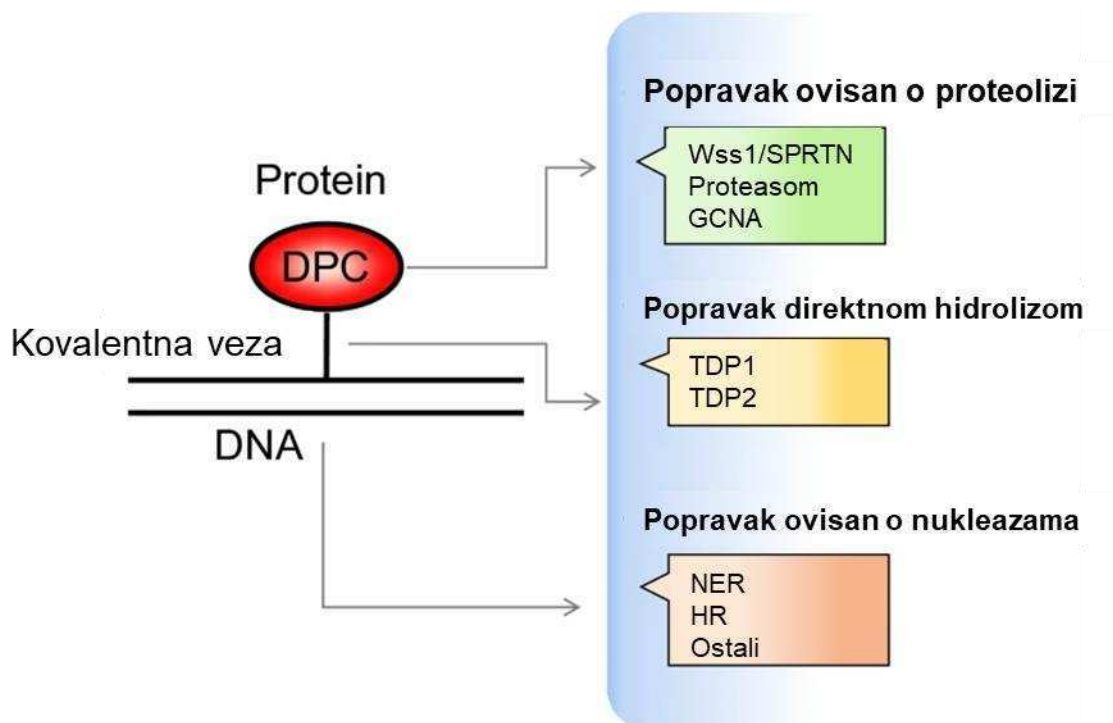 Protein
DPC
Kovalentna veza
DNA
Popravak ovisan o proteolizi
Wss1/SPRTN
Proteasom
GCNA
Popravak direktnom hidrolizom
TDP1
TDP2
Popravak ovisan o nukleazama
NER
HR
Ostali